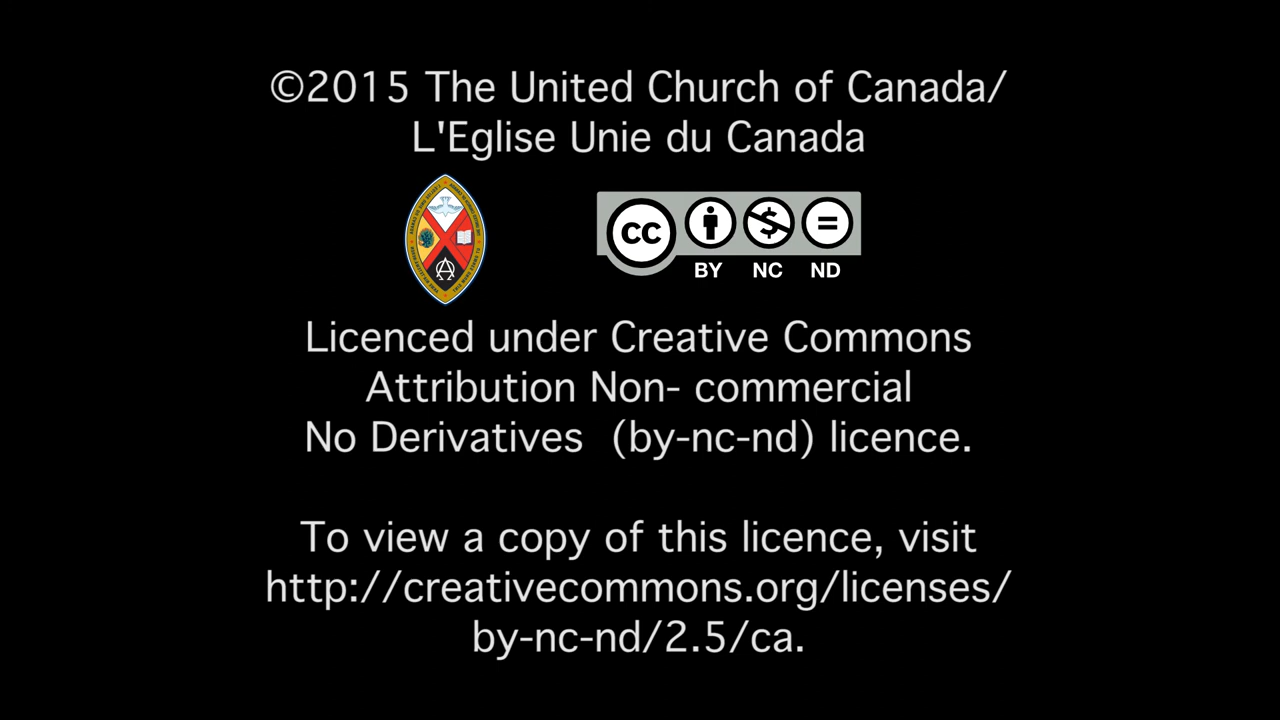 ©2015 The United Church of Canada/
L'Eglise Unie du Canada
cc
BY NC ND
Licenced under Creative Commons
Attribution Non- commercial
No Derivatives  (by-nc-nd) licence.
To view a copy of this licence, visit
http://creativecommons.org/licenses/
by-nc-nd/2.5/ca.